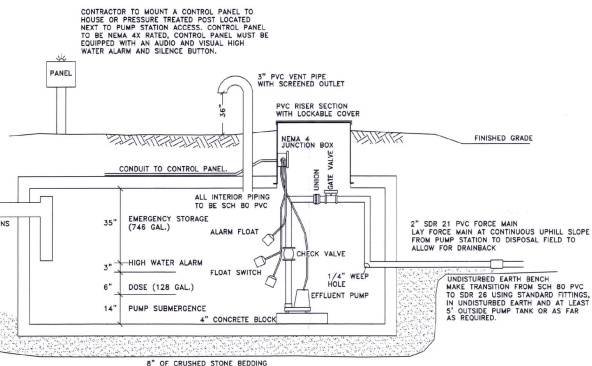 CONTRACTOR TO MOUNT A CONTROL PANEL TO
HOUSE OR PRESSURE TREATED POST LOCATED
NEXT TO PUMP STATION ACCESS. CONTROL PANEL
TO BE NEMA 4X RATED, CONTROL PANEL MUST BE
EQUIPPED WITH AN AUDIO AND VISUAL HIGH
WATER ALARM AND SILENCE BUTTON.
PANEL
3" PVC VENT PIPE
WITH SCREENED OUTLET
36"
PVC RISER SECTION
WITH LOCKABLE COVER
FINISHED GRADE
NEMA 4
JUNCTION BOX
CONDUIT TO CONTROL PANEL.
UNION
GATE VALVE
ALL INTERIOR PIPING
TO BE SCH 80 PVC
NS
35"
EMERGENCY STORAGE
(746 GAL.)
ALARM FLOAT
2" SDR 21 PVC FORCE MAIN
LAY FORCE MAIN AT CONTINUOUS UPHILL SLOPE
FROM PUMP STATION TO DISPOSAL FIELD TO
ALLOW FOR DRAINBACK
CHECK VALVE
3"
HIGH WATER ALARM
FLOAT SWITCH
1/4" WEEP
HOLE
6"
DOSE (128 GAL.)
EFFLUENT PUMP
14"
PUMP SUBMERGENCE
4" CONCRETE BLOCK
UNDISTURBED EARTH BENCH
MAKE TRANSITION FROM SCH 80 PVC
TO SDR 26 USING STANDARD FITTINGS,
IN UNDISTURBED EARTH AND AT LEAST
5' OUTSIDE PUMP TANK OR AS FAR
AS REQUIRED.
8" OF CRUSHED STONE BEDDING